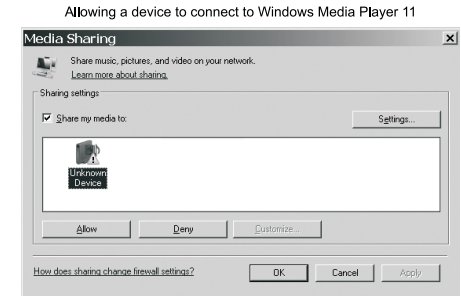 Allowing a device to connect to Windows Media Player 11
Media Sharing
Share music, pictures, and video on your network.
Learn more about sharing.
Sharing settings
Share my media to:
Settings...
Unknown
Device
Allow
Deny
Customize...
How does sharing change firewall settings?
OK
Cancel
Apply